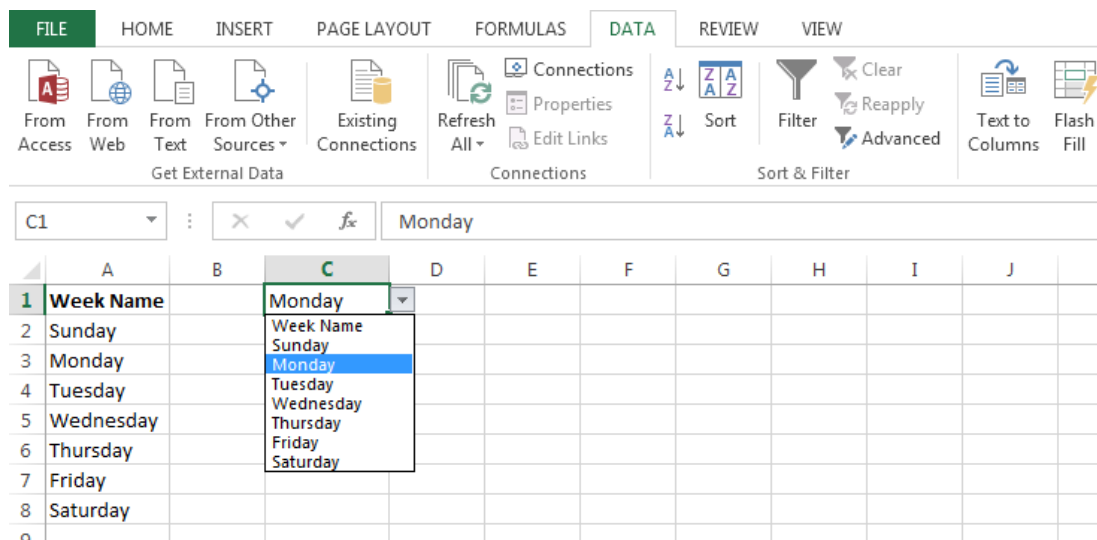 FILE HOME INSERT PAGE LAYOUT FORMULAS DATA REVIEW VIEW
From Access
From Web
From Text
From Other Sources
Existing Connections
Get External Data
Refresh All
Connections
Properties
Edit Links
Connections
A Z
Z A
Z A
A Z
Sort
Filter
Clear
Reapply
Advanced
Sort & Filter
Text to Columns
Flash Fill
C1 fx Monday
A B C D E F G H I J
1 Week Name Monday
2 Sunday
3 Monday
4 Tuesday
5 Wednesday
6 Thursday
7 Friday
8 Saturday
9
Week Name
Sunday
Monday
Tuesday
Wednesday
Thursday
Friday
Saturday